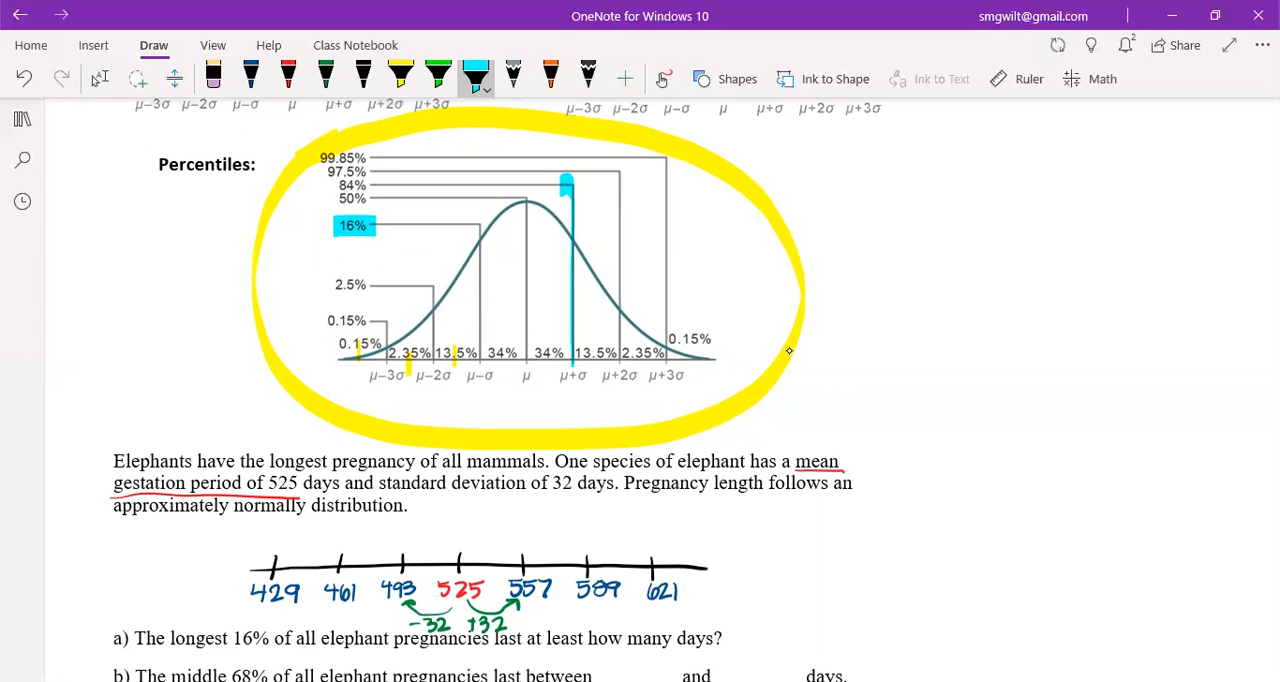 OneNote for Windows 10
smgwilt@gmail.com
Home Insert Draw View Help Class Notebook
2
Share
Shapes Ink to Shape Ink to Text Ruler Math
μ−3σ μ−2σ μ−σ μ μ+σ μ+2σ μ+3σ μ−3σ μ−2σ μ−σ μ μ+σ μ+2σ μ+3σ
Percentiles:
99.85%
97.5%
84%
50%
16%
2.5%
0.15%
0.15% 2.35% 13.5% 34% 34% 13.5% 2.35% 0.15%
μ−3σ μ−2σ μ−σ μ μ+σ μ+2σ μ+3σ
Elephants have the longest pregnancy of all mammals. One species of elephant has a mean
gestation period of 525 days and standard deviation of 32 days. Pregnancy length follows an
approximately normally distribution.
429 461 493 525 557 589 621
-32 +32
a) The longest 16% of all elephant pregnancies last at least how many days?
b) The middle 68% of all elephant pregnancies last between ______ and ______ days.